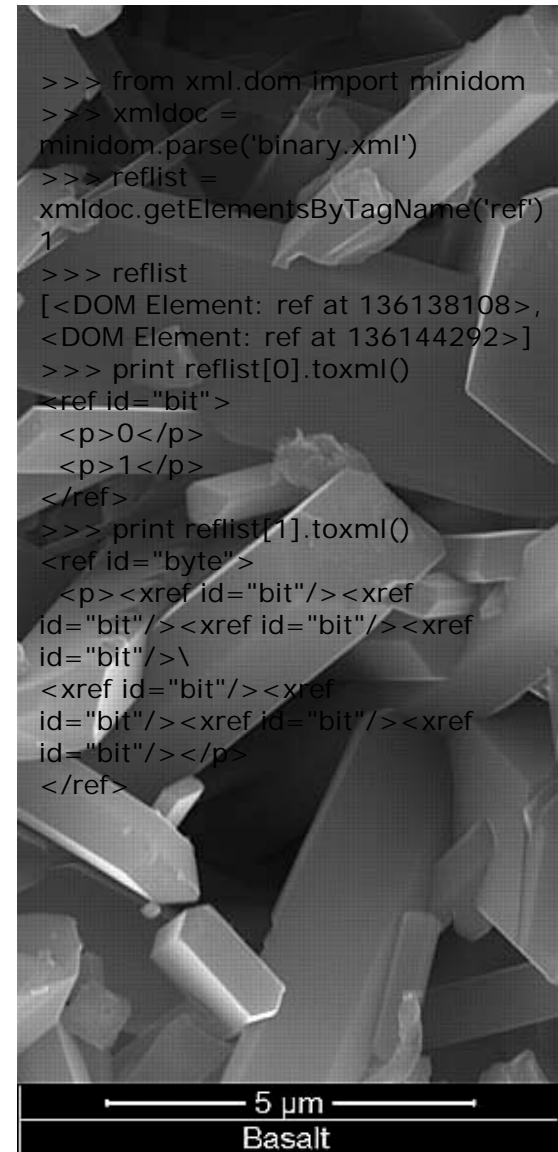 >>> from xml.dom import minidom
>>> xmldoc =
minidom.parse('binary.xml')
>>> reflist =
xmldoc.getElementsByTagName('ref')
1
>>> reflist
[<DOM Element: ref at 136138108>,
<DOM Element: ref at 136144292>]
>>> print reflist[0].toxml()
<ref id="bit">
  <p>0</p>
  <p>1</p>
</ref>
>>> print reflist[1].toxml()
<ref id="byte">
  <p><xref id="bit"/><xref
id="bit"/><xref id="bit"/><xref
id="bit"/>\
<xref id="bit"/><xref
id="bit"/><xref id="bit"/><xref
id="bit"/></p>
</ref>
5 µm
Basalt